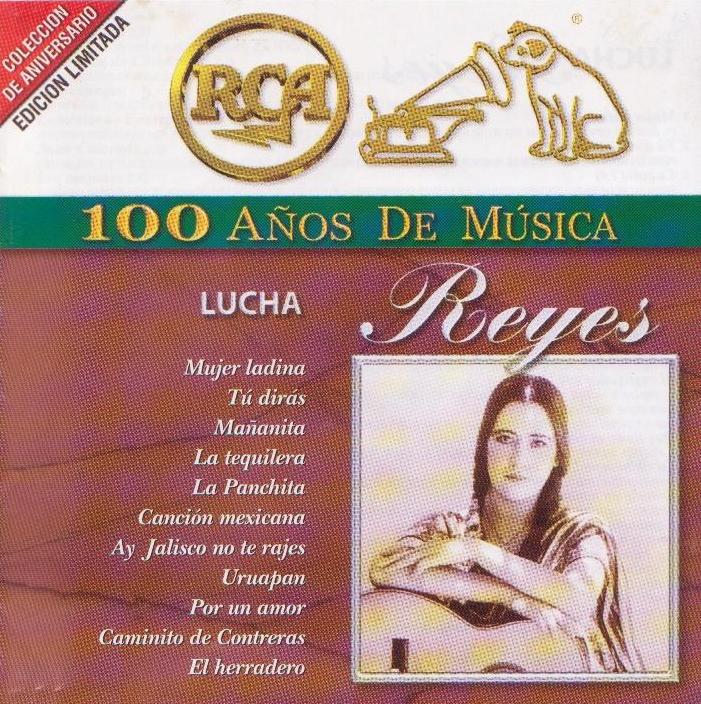 COLECCION
DE ANIVERSARIO
EDICION LIMITADA
RCA
®
100 AÑOS DE MÚSICA
LUCHA Reyes
Mujer ladina
Tú dirás
Mañanita
La tequilera
La Panchita
Canción mexicana
Ay Jalisco no te rajes
Uruapan
Por un amor
Caminito de Contreras
El herradero